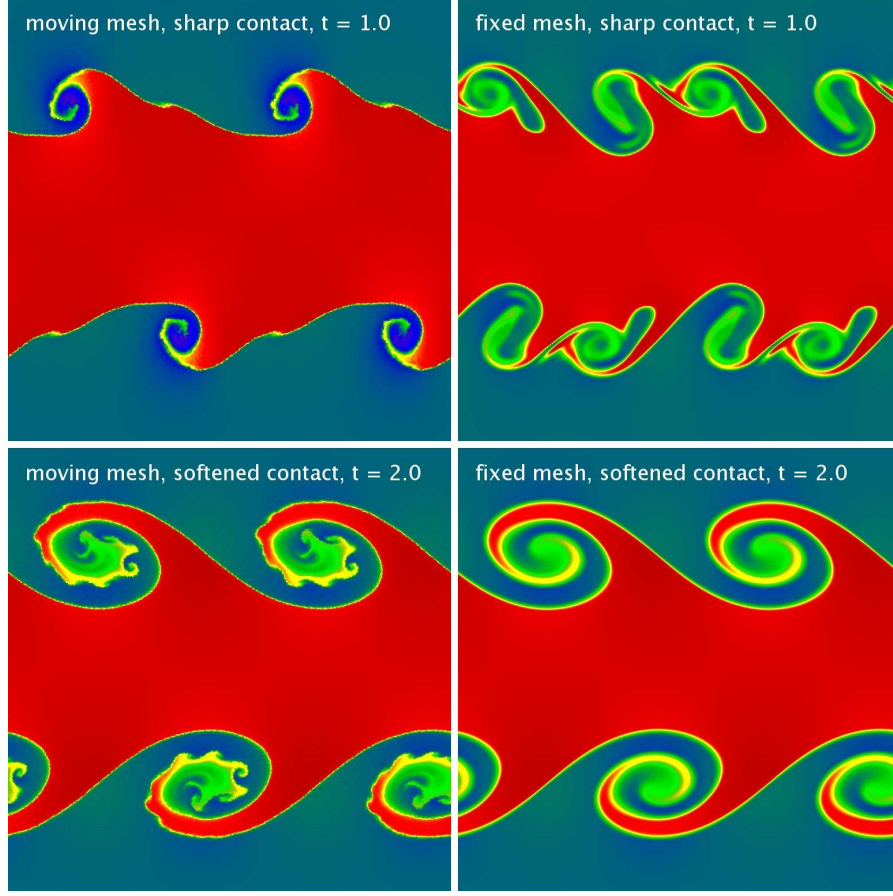 moving mesh, sharp contact, t = 1.0
fixed mesh, sharp contact, t = 1.0
moving mesh, softened contact, t = 2.0
fixed mesh, softened contact, t = 2.0